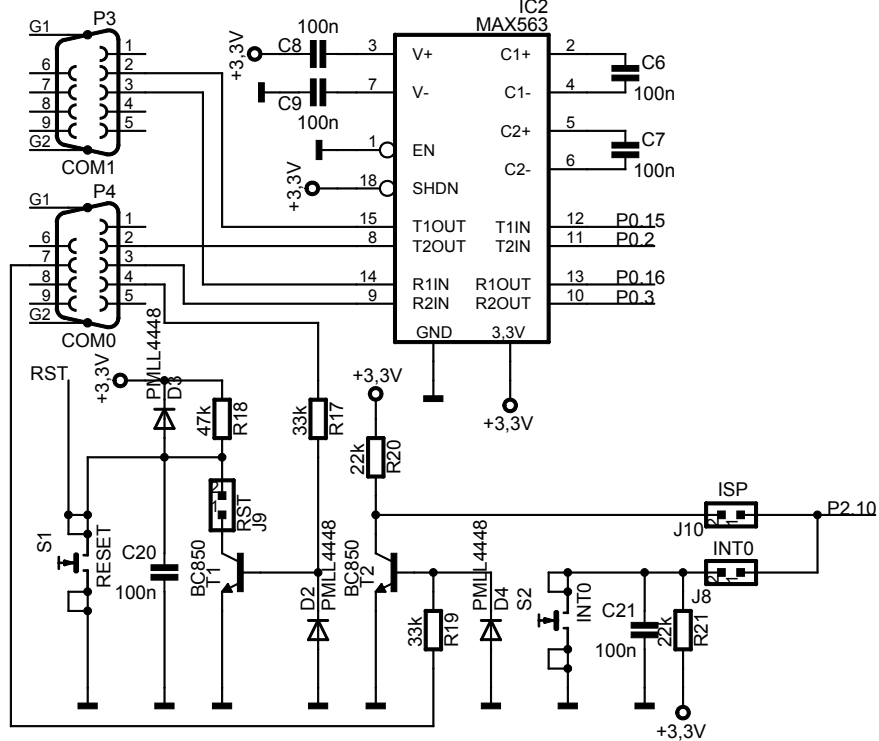 P3
G1
1
6
2
7
3
8
4
9
5
G2
COM1
P4
G1
1
6
2
7
3
8
4
9
5
G2
COM0
IC2
MAX563
100n
C8
+3,3V
3
V+
C1+
2
C6
100n
C1-
4
C9
100n
7
V-
C2+
5
C7
100n
C2-
6
1
EN
+3,3V
18
SHDN
15
T1OUT
T1IN
12
P0.15
8
T2OUT
T2IN
11
P0.2
14
R1IN
R1OUT
13
P0.16
9
R2IN
R2OUT
10
P0.3
GND
3,3V
+3,3V
RST
+3,3V
PMLL4448
D3
47k
R18
33k
R17
+3,3V
22k
R20
2
1
RST
J9
S1
RESET
C20
100n
BC850
T1
D2
PMLL4448
BC850
T2
33k
R19
PMLL4448
D4
ISP
J10
2
1
P2.10
INT0
2
1
J8
S2
INT0
C21
100n
22k
R21
+3,3V